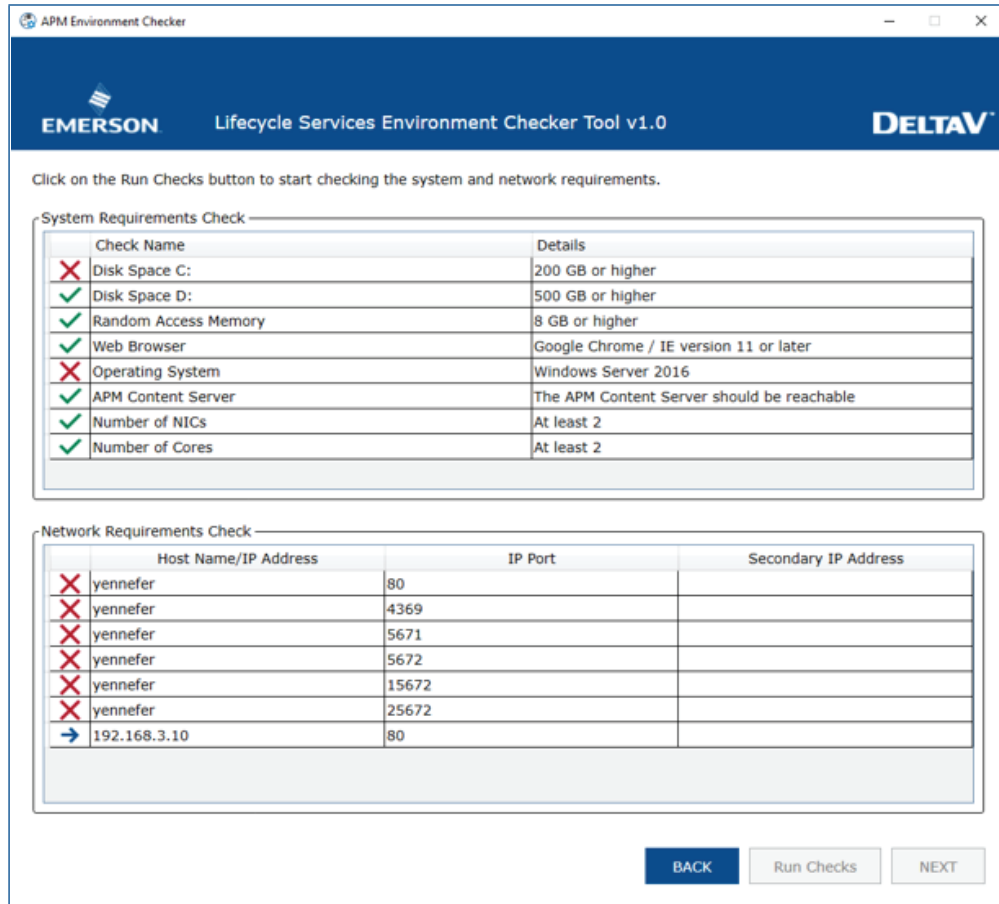 APM Environment Checker
EMERSON Lifecycle Services Environment Checker Tool v1.0 DELTAV
Click on the Run Checks button to start checking the system and network requirements.
System Requirements Check
Check Name Details
Disk Space C: 200 GB or higher
Disk Space D: 500 GB or higher
Random Access Memory 8 GB or higher
Web Browser Google Chrome / IE version 11 or later
Operating System Windows Server 2016
APM Content Server The APM Content Server should be reachable
Number of NICs At least 2
Number of Cores At least 2
Network Requirements Check
Host Name/IP Address IP Port Secondary IP Address
yennefer 80
yennefer 4369
yennefer 5671
yennefer 5672
yennefer 15672
yennefer 25672
192.168.3.10 80
BACK Run Checks NEXT